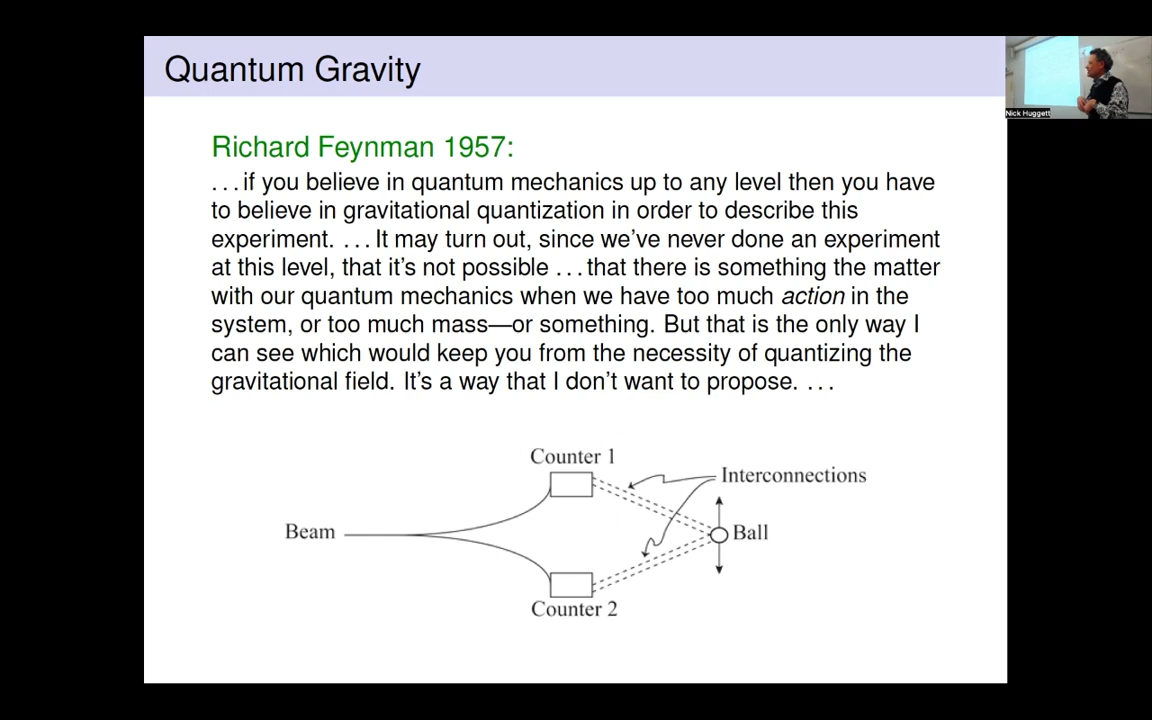 Quantum Gravity
Nick Huggett
Richard Feynman 1957:
...if you believe in quantum mechanics up to any level then you have
to believe in gravitational quantization in order to describe this
experiment. ...It may turn out, since we've never done an experiment
at this level, that it's not possible ...that there is something the matter
with our quantum mechanics when we have too much action in the
system, or too much mass—or something. But that is the only way I
can see which would keep you from the necessity of quantizing the
gravitational field. It's a way that I don't want to propose. ...
Counter 1
Interconnections
Beam
Ball
Counter 2